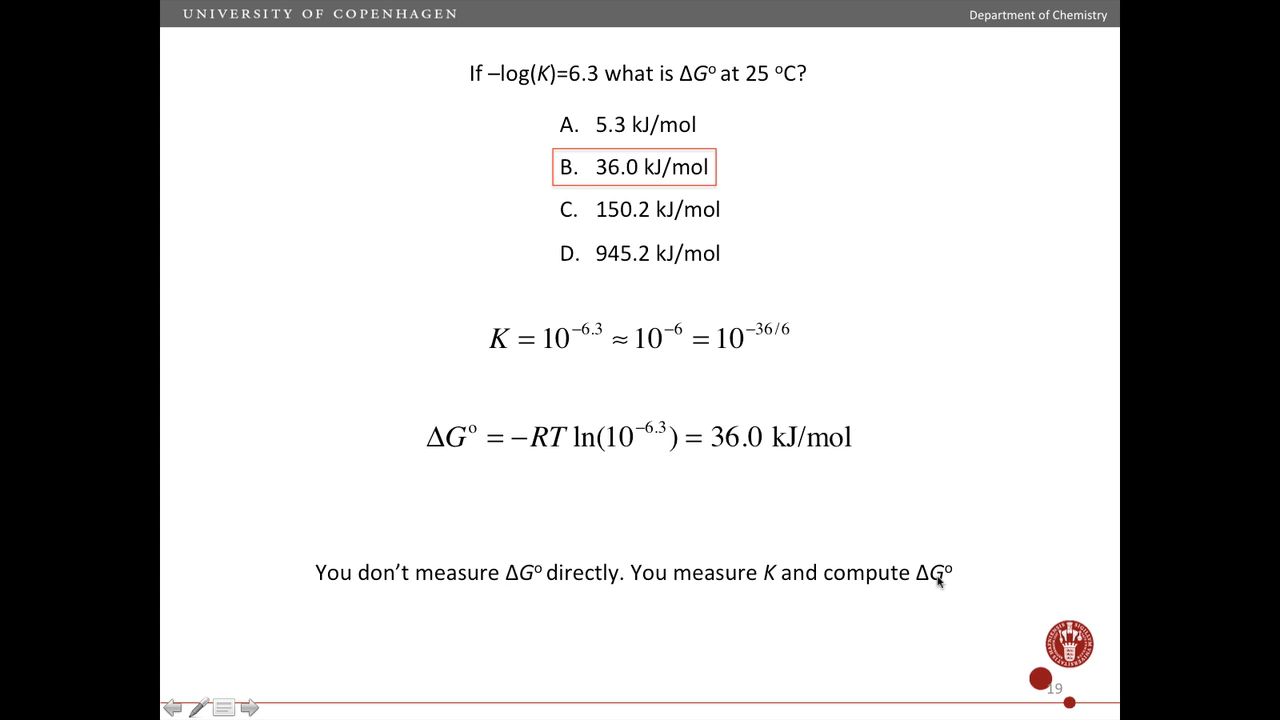 UNIVERSITY OF COPENHAGEN
Department of Chemistry
If –log(K)=6.3 what is ΔGº at 25 ºC?
A. 5.3 kJ/mol
B. 36.0 kJ/mol
C. 150.2 kJ/mol
D. 945.2 kJ/mol
K = 10^{−6.3} ≈ 10^{−6} = 10^{−36/6}
ΔGº = −RT ln(10^{−6.3}) = 36.0 kJ/mol
You don’t measure ΔGº directly. You measure K and compute ΔGº
19